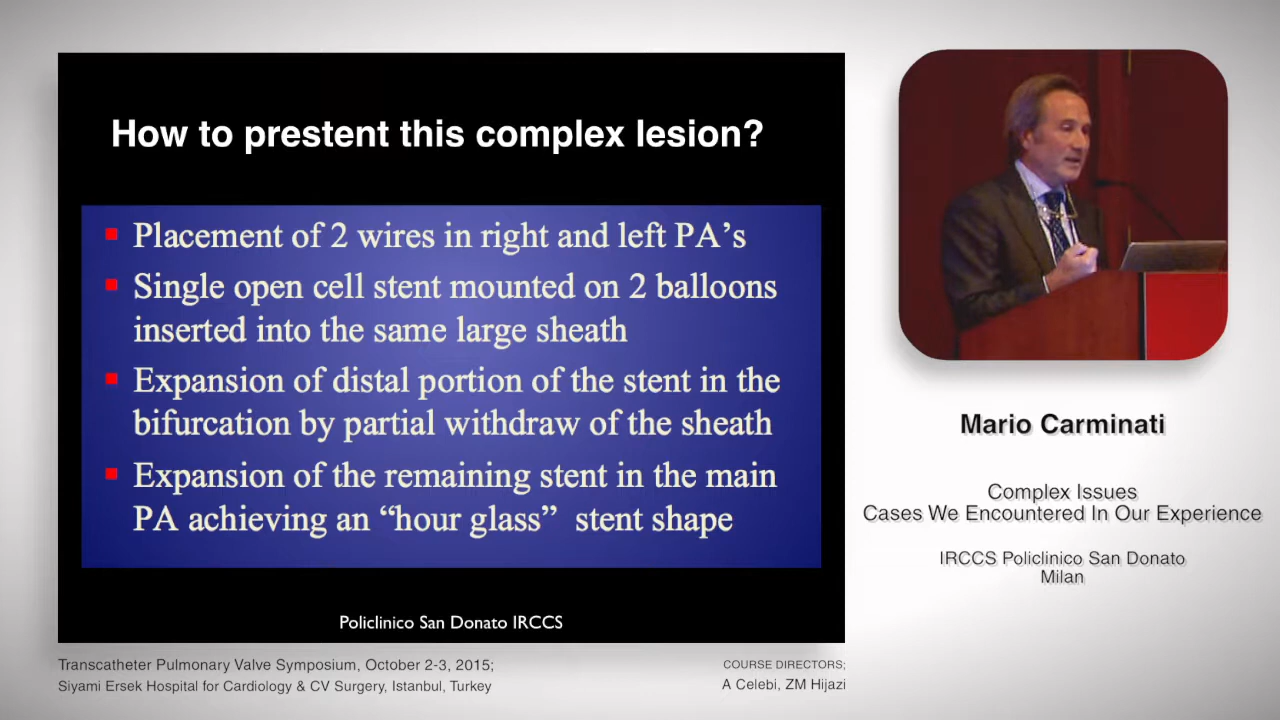 How to prestent this complex lesion?
Placement of 2 wires in right and left PA’s
Single open cell stent mounted on 2 balloons
inserted into the same large sheath
Expansion of distal portion of the stent in the
bifurcation by partial withdraw of the sheath
Expansion of the remaining stent in the main
PA achieving an “hour glass” stent shape
Policlinico San Donato IRCCS
Mario Carminati
Complex Issues
Cases We Encountered In Our Experience
IRCCS Policlinico San Donato
Milan
Transcatheter Pulmonary Valve Symposium, October 2-3, 2015;
Siyami Ersek Hospital for Cardiology & CV Surgery, Istanbul, Turkey
COURSE DIRECTORS;
A Celebi, ZM Hijazi